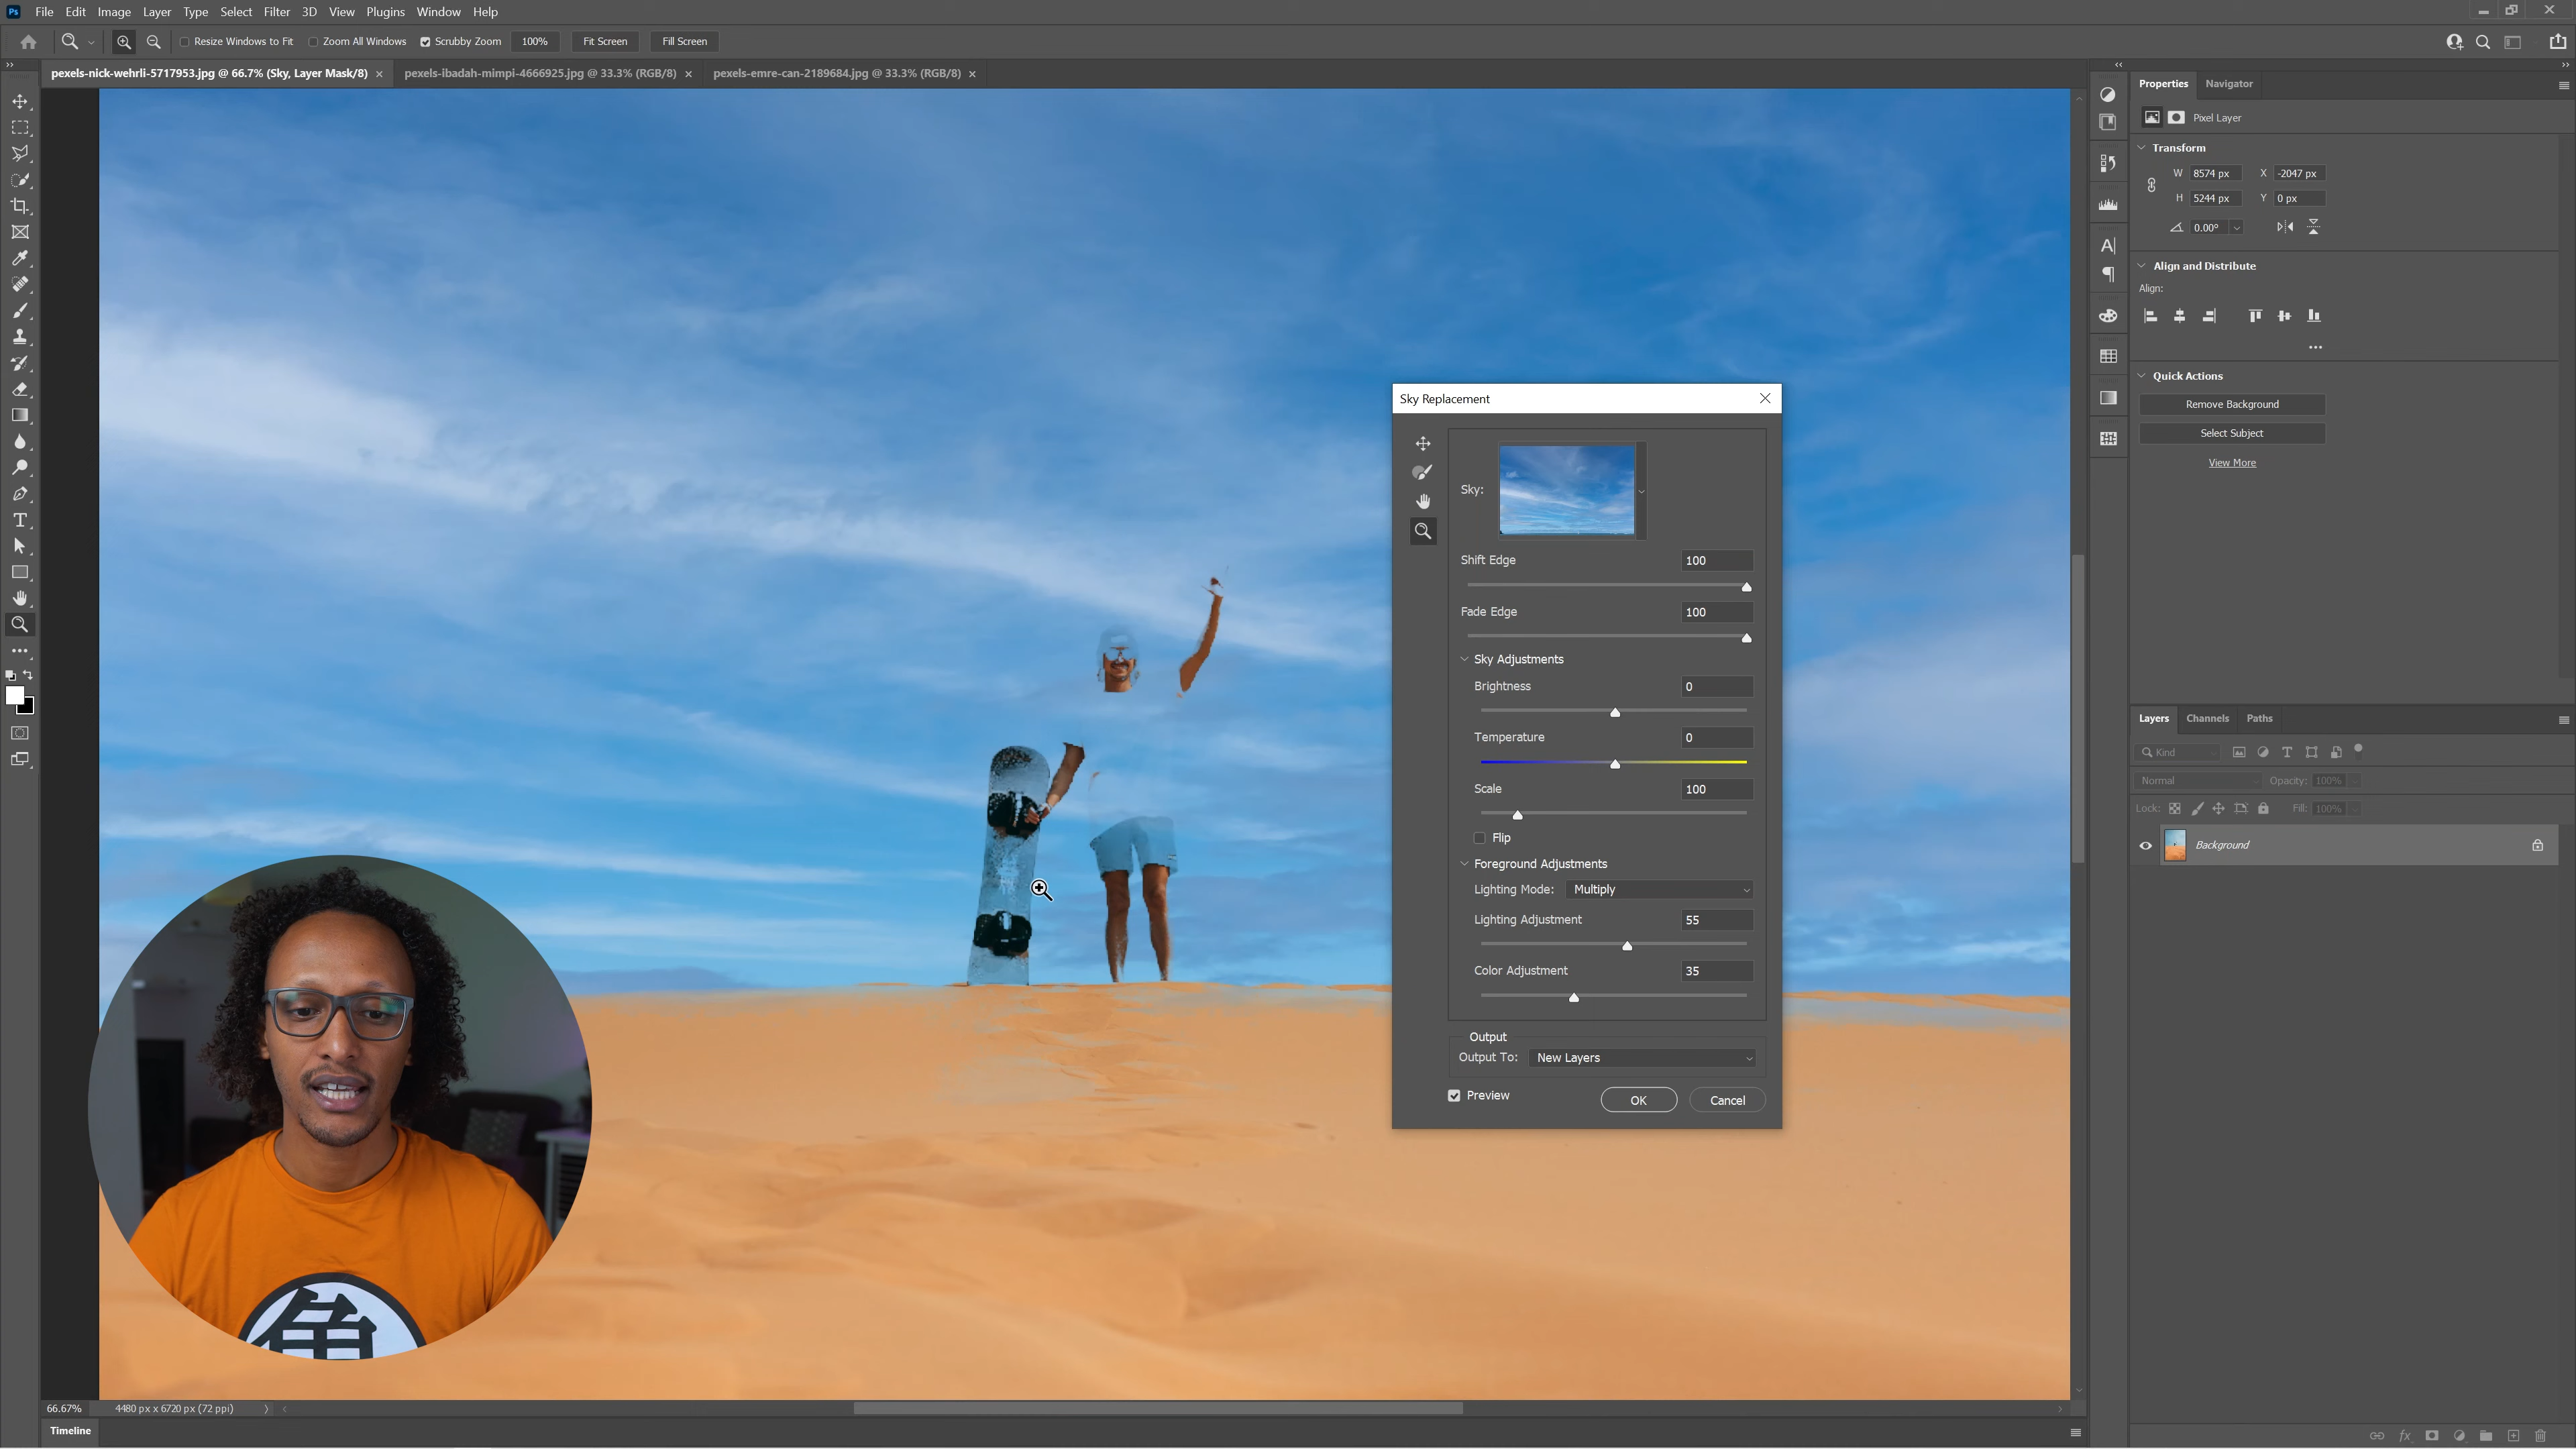 Ps File Edit Image Layer Type Select Filter 3D View Plugins Window Help
Resize Windows to Fit Zoom All Windows Scrubby Zoom 100% Fit Screen Fill Screen
pexels-nick-wehrli-5717953.jpg @ 66.7% (Sky, Layer Mask/8) × pexels-ibadah-mimpi-4666925.jpg @ 33.3% (RGB/8) × pexels-emre-can-2189684.jpg @ 33.3% (RGB/8) ×
Properties Navigator
Pixel Layer
Transform
W 8574 px X -2047 px
H 5244 px Y 0 px
0.00°
Align and Distribute
Align:
Quick Actions
Remove Background
Select Subject
View More
Sky Replacement
Sky:
Shift Edge 100
Fade Edge 100
Sky Adjustments
Brightness 0
Temperature 0
Scale 100
Flip
Foreground Adjustments
Lighting Mode: Multiply
Lighting Adjustment 55
Color Adjustment 35
Output
Output To: New Layers
Preview OK Cancel
Layers Channels Paths
Kind
Normal Opacity: 100%
Lock: Fill: 100%
Background
fx
亀
66.67% 4480 px x 6720 px (72 ppi)
Timeline